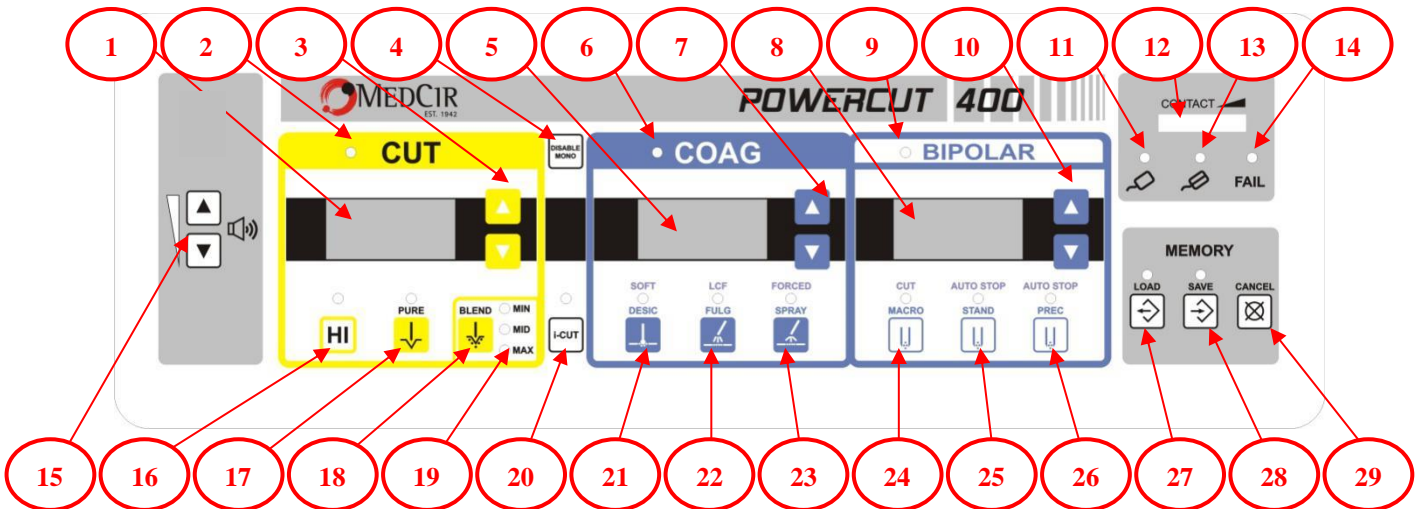 1 2 3 4 5 6 7 8 9 10 11 12 13 14
MEDCIR
EST. 1942
POWERCUT 400
CONTACT
CUT
DISABLE
MONO
COAG
BIPOLAR
FAIL
MEMORY
LOAD SAVE CANCEL
SOFT LCF FORCED
CUT AUTO STOP AUTO STOP
PURE BLEND MIN
DESIC FULG SPRAY
MACRO STAND PREC
HI MID i-CUT
MAX
15 16 17 18 19 20 21 22 23 24 25 26 27 28 29